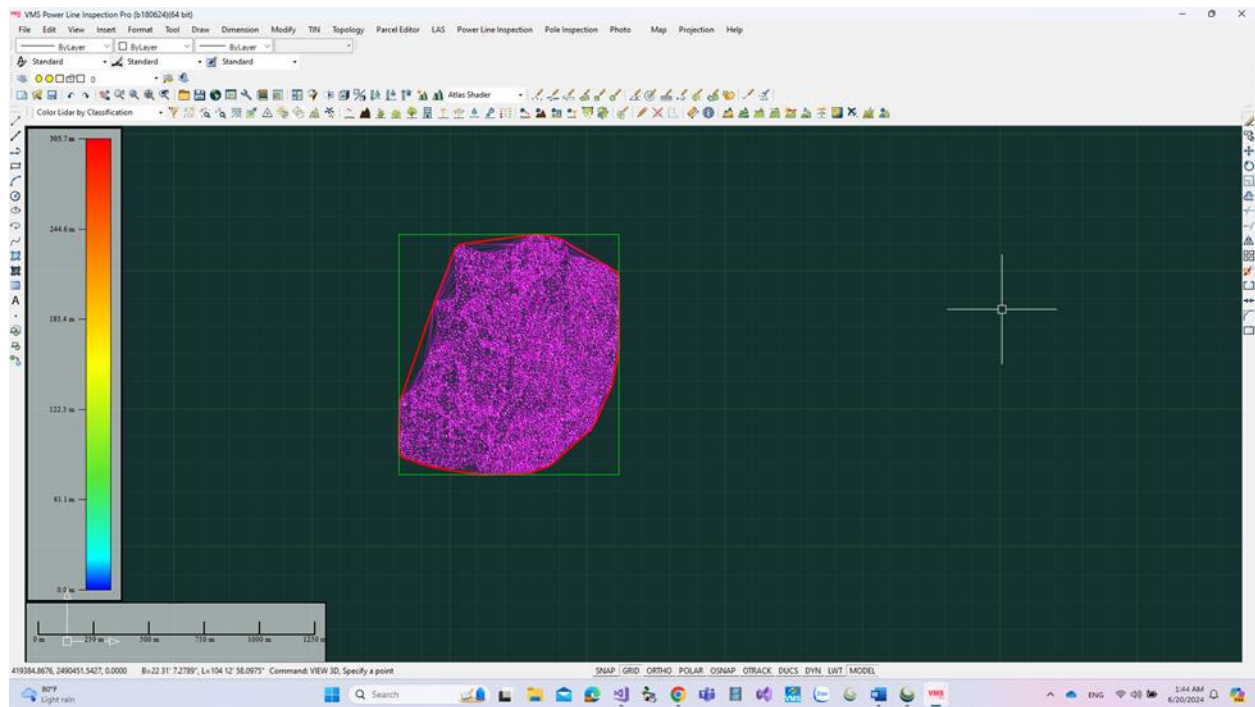 VMS Power Line Inspection Pro (b180624)(64 bit)
File Edit View Insert Format Tool Draw Dimension Modify TIN Topology Parcel Editor LAS Power Line Inspection Pole Inspection Photo Map Projection Help
ByLayer ByLayer ByLayer
Standard Standard Standard
0
Atlas Shader
Color Lidar by Classification
244.6 m
183.4 m
61.1 m
0.0 m
0 m 250 m 500 m 750 m 1000 m 1250 m
419384.8676, 2490451.5427, 0.0000 B=22 31' 7.2789", L=104 12' 58.0975" Command: VIEW 3D, Specify a point SNAP GRID ORTHO POLAR OSNAP OTRACK DUCS DYN LWT MODEL
80°F
Light rain
Search
VMS
ENG
1:44 AM
6/20/2024